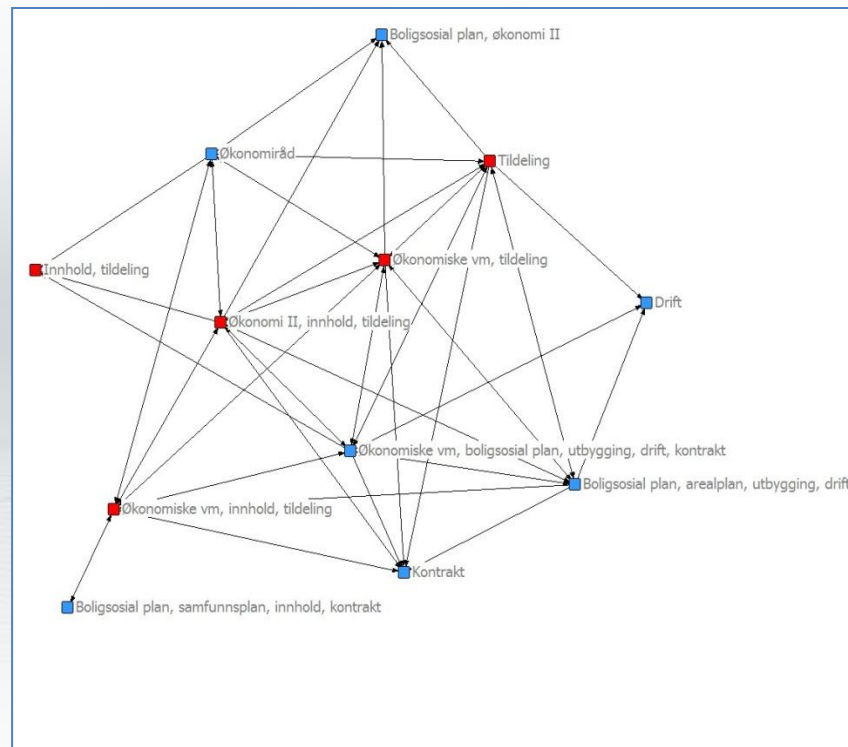 Boligsosial plan, økonomi II
Økonomiråd
Tildeling
Økonomiske vm, tildeling
Innhold, tildeling
Drift
Økonomi II, innhold, tildeling
Økonomiske vm, boligsosial plan, utbygging, drift, kontrakt
Boligsosial plan, arealplan, utbygging, drift
Økonomiske vm, innhold, tildeling
Kontrakt
Boligsosial plan, samfunnsplan, innhold, kontrakt